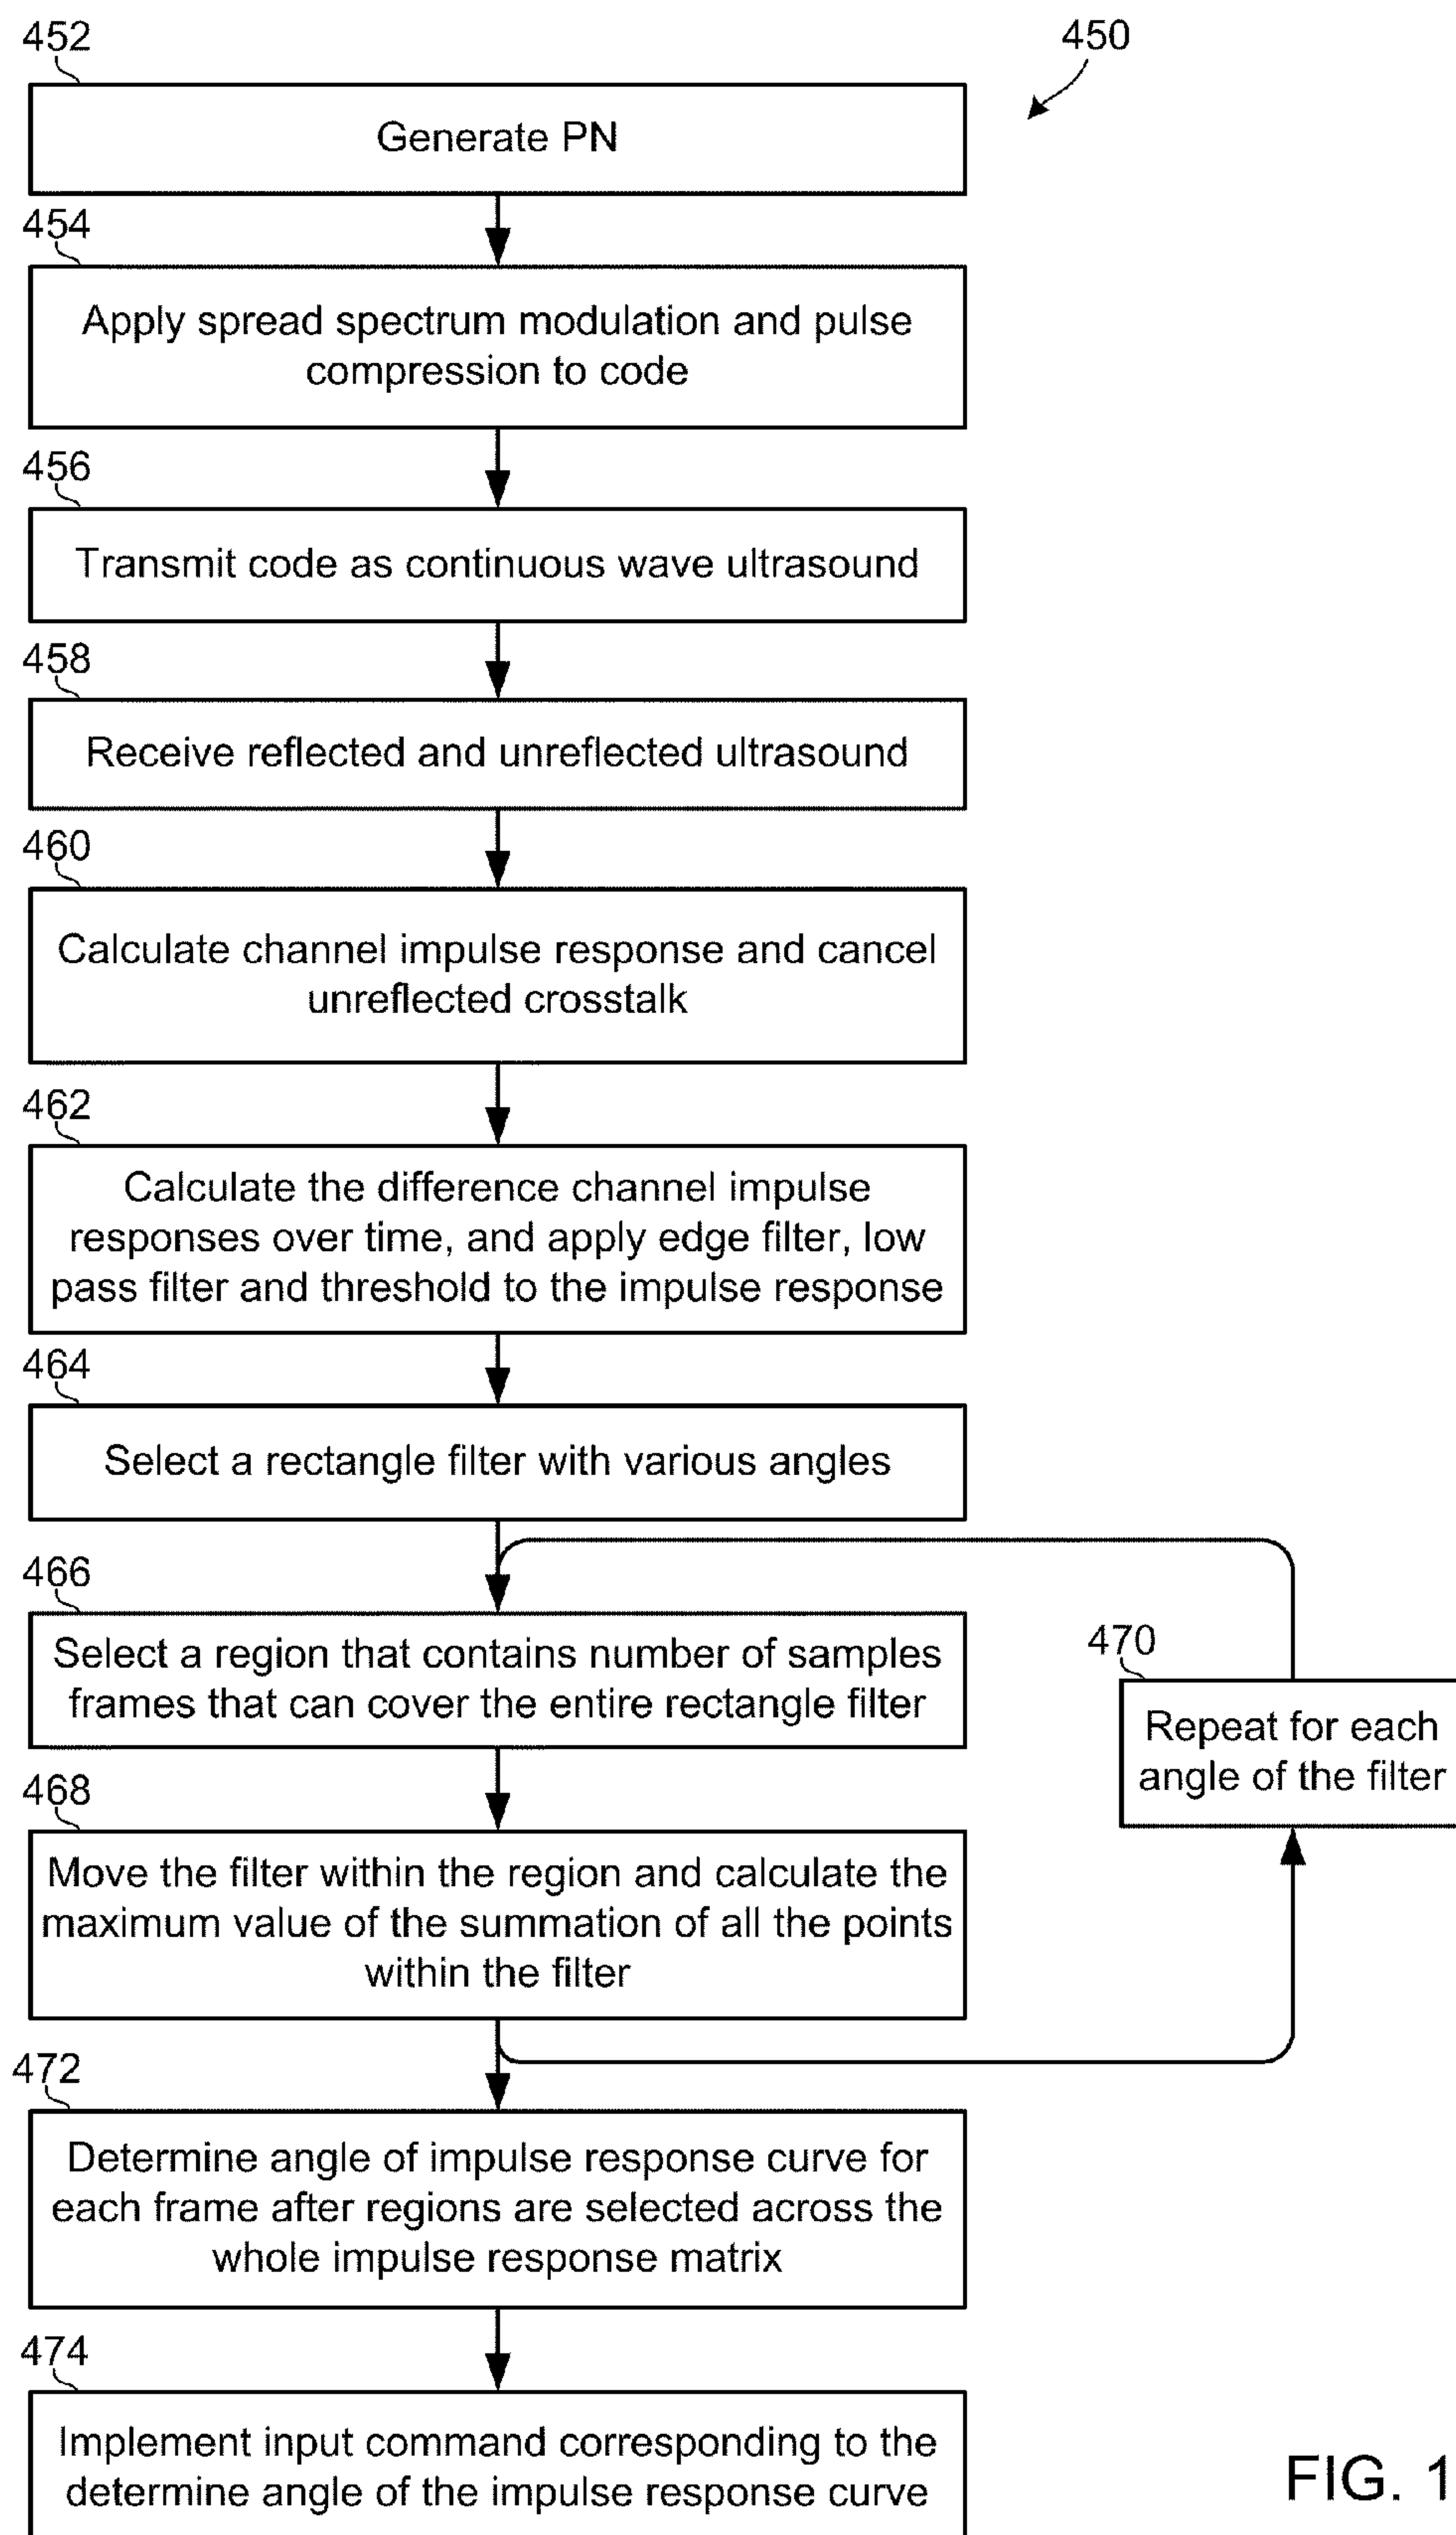 452
450
Generate PN
454
Apply spread spectrum modulation and pulse
compression to code
456
Transmit code as continuous wave ultrasound
458
Receive reflected and unreflected ultrasound
460
Calculate channel impulse response and cancel
unreflected crosstalk
462
Calculate the difference channel impulse
responses over time, and apply edge filter, low
pass filter and threshold to the impulse response
464
Select a rectangle filter with various angles
466
Select a region that contains number of samples
frames that can cover the entire rectangle filter
470
Repeat for each
angle of the filter
468
Move the filter within the region and calculate the
maximum value of the summation of all the points
within the filter
472
Determine angle of impulse response curve for
each frame after regions are selected across the
whole impulse response matrix
474
Implement input command corresponding to the
determine angle of the impulse response curve
FIG. 1